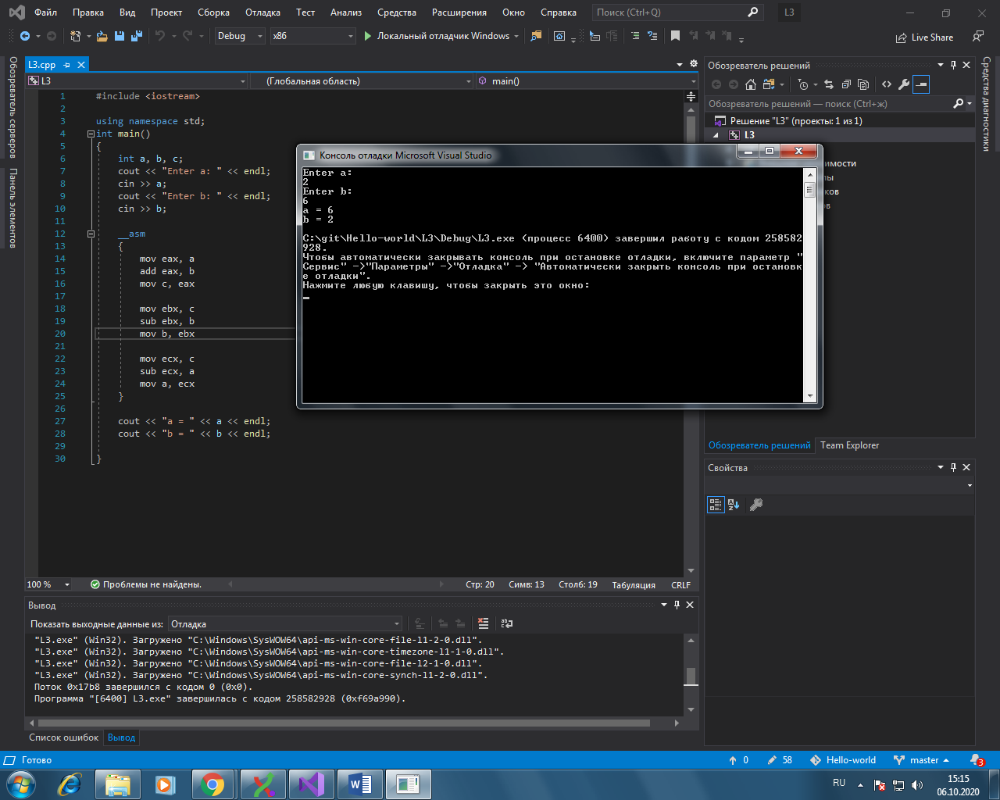 Файл Правка Вид Проект Сборка Отладка Тест Анализ Средства Расширения Окно Справка Поиск (Ctrl+Q) L3
Debug x86 Локальный отладчик Windows Live Share
Обозреватель серверов
Панель элементов
L3.cpp
L3 (Глобальная область) main()
1 #include <iostream>
2
3 using namespace std;
4 int main()
5 {
6 int a, b, c;
7 cout << "Enter a: " << endl;
8 cin >> a;
9 cout << "Enter b: " << endl;
10 cin >> b;
11
12 __asm
13 {
14 mov eax, a
15 add eax, b
16 mov c, eax
17
18 mov ebx, c
19 sub ebx, b
20 mov b, ebx
21
22 mov ecx, c
23 sub ecx, a
24 mov a, ecx
25 }
26
27 cout << "a = " << a << endl;
28 cout << "b = " << b << endl;
29
30 }
Консоль отладки Microsoft Visual Studio
Enter a:
2
Enter b:
6
a = 6
b = 2
C:\git\Hello-world\L3\Debug\L3.exe (процесс 6400) завершил работу с кодом 258582
928.
Чтобы автоматически закрывать консоль при остановке отладки, включите параметр "
Сервис" ->"Параметры" ->"Отладка" -> "Автоматически закрыть консоль при остановк
е отладки".
Нажмите любую клавишу, чтобы закрыть это окно:
Обозреватель решений
Обозреватель решений — поиск (Ctrl+ж)
Решение "L3" (проекты: 1 из 1)
L3
имости
лы
ков
ов
Обозреватель решений Team Explorer
Свойства
Средства диагностики
100 % Проблемы не найдены. Стр: 20 Симв: 13 Столб: 19 Табуляция CRLF
Вывод
Показать выходные данные из: Отладка
"L3.exe" (Win32). Загружено "C:\Windows\SysWOW64\api-ms-win-core-file-l1-2-0.dll".
"L3.exe" (Win32). Загружено "C:\Windows\SysWOW64\api-ms-win-core-timezone-l1-1-0.dll".
"L3.exe" (Win32). Загружено "C:\Windows\SysWOW64\api-ms-win-core-file-l2-1-0.dll".
"L3.exe" (Win32). Загружено "C:\Windows\SysWOW64\api-ms-win-core-synch-l1-2-0.dll".
Поток 0x17b8 завершился с кодом 0 (0x0).
Программа "[6400] L3.exe" завершилась с кодом 258582928 (0xf69a990).
Список ошибок Вывод
Готово 0 58 Hello-world master 3
RU 15:15
06.10.2020